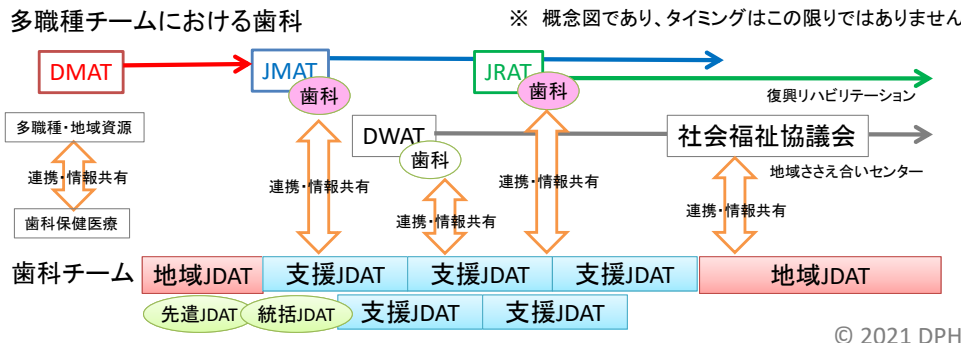 多職種チームにおける歯科
※ 概念図であり、タイミングはこの限りではありません
DMAT
JMAT
歯科
JRAT
歯科
復興リハビリテーション
多職種・地域資源
連携・情報共有
歯科保健医療
DWAT
歯科
社会福祉協議会
地域ささえ合いセンター
連携・情報共有
連携・情報共有
連携・情報共有
連携・情報共有
歯科チーム
地域JDAT
支援JDAT
支援JDAT
支援JDAT
地域JDAT
先遣JDAT
統括JDAT
支援JDAT
支援JDAT
© 2021 DPH